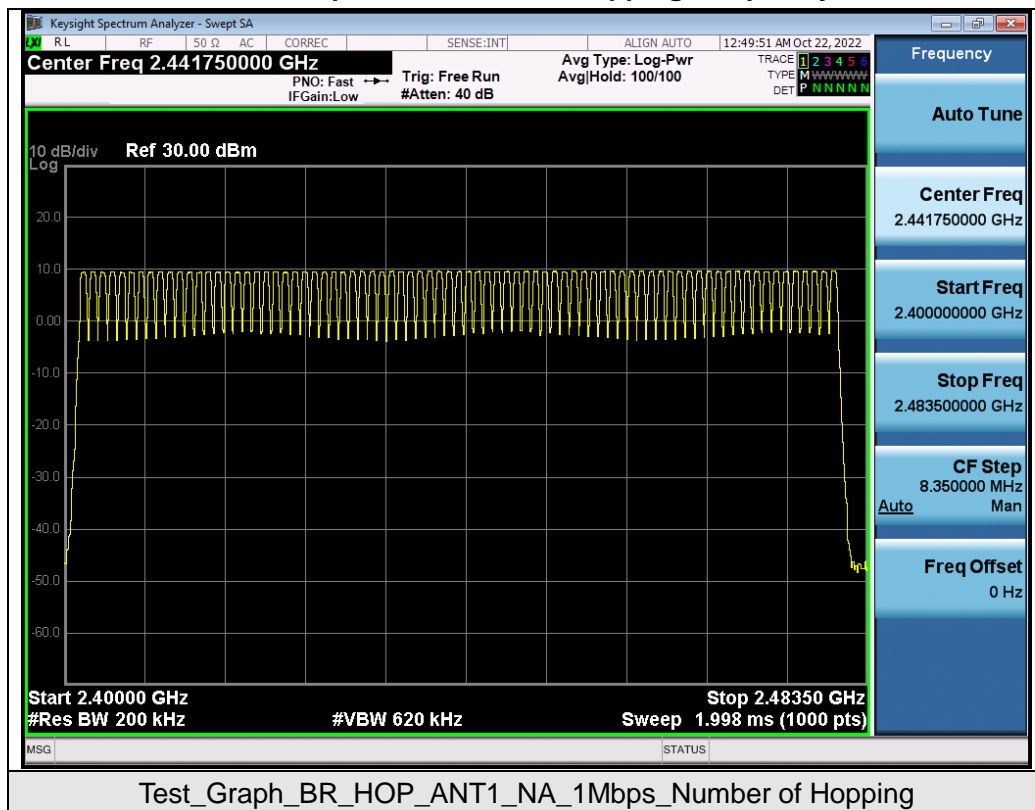 Keysight Spectrum Analyzer - Swept SA
LXI RL RF 50 Ω AC CORREC SENSE:INT ALIGN AUTO 12:49:51 AM Oct 22, 2022
Center Freq 2.441750000 GHz
PNO: Fast
IFGain:Low
Trig: Free Run
#Atten: 40 dB
Avg Type: Log-Pwr
Avg|Hold: 100/100
TRACE 1 2 3 4 5 6
TYPE M WWWWW
DET P N N N N N
10 dB/div Ref 30.00 dBm
Log
20.0
10.0
0.00
-10.0
-20.0
-30.0
-40.0
-50.0
-60.0
Start 2.40000 GHz Stop 2.48350 GHz
#Res BW 200 kHz #VBW 620 kHz Sweep 1.998 ms (1000 pts)
MSG STATUS
Frequency
Auto Tune
Center Freq
2.441750000 GHz
Start Freq
2.400000000 GHz
Stop Freq
2.483500000 GHz
CF Step
8.350000 MHz
Auto Man
Freq Offset
0 Hz
Test_Graph_BR_HOP_ANT1_NA_1Mbps_Number of Hopping